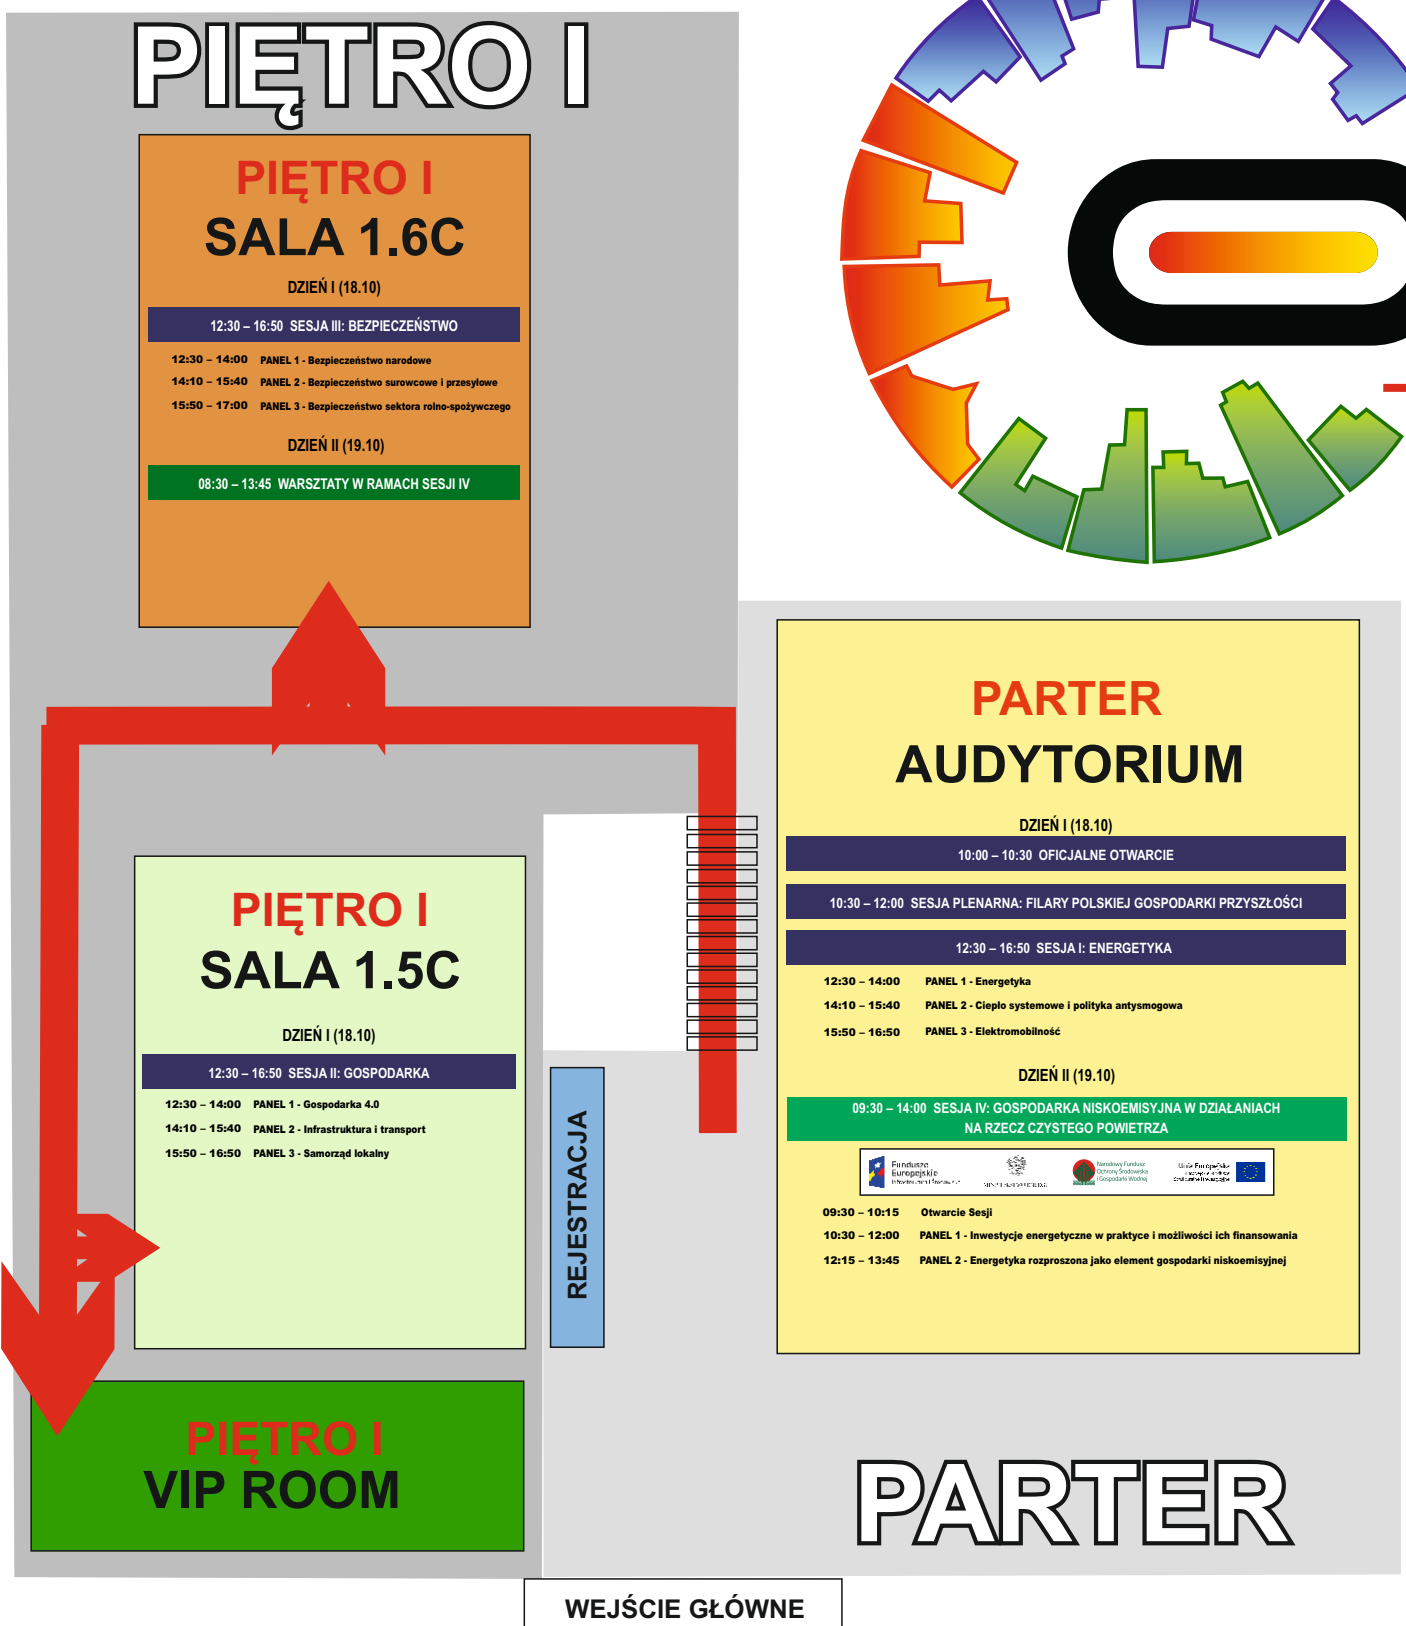 PIĘTRO I
PIĘTRO I
SALA 1.6C
DZIEŃ I (18.10)
12:30 – 16:50 SESJA III: BEZPIECZEŃSTWO
12:30 – 14:00 PANEL 1 - Bezpieczeństwo narodowe
14:10 – 15:40 PANEL 2 - Bezpieczeństwo surowcowe i przesyłowe
15:50 – 17:00 PANEL 3 - Bezpieczeństwo sektora rolno-spożywczego
DZIEŃ II (19.10)
08:30 – 13:45 WARSZTATY W RAMACH SESJI IV
PIĘTRO I
SALA 1.5C
DZIEŃ I (18.10)
12:30 – 16:50 SESJA II: GOSPODARKA
12:30 – 14:00 PANEL 1 - Gospodarka 4.0
14:10 – 15:40 PANEL 2 - Infrastruktura i transport
15:50 – 16:50 PANEL 3 - Samorząd lokalny
PIĘTRO I
VIP ROOM
REJESTRACJA
PARTER
AUDYTORIUM
DZIEŃ I (18.10)
10:00 – 10:30 OFICJALNE OTWARCIE
10:30 – 12:00 SESJA PLENARNA: FILARY POLSKIEJ GOSPODARKI PRZYSZŁOŚCI
12:30 – 16:50 SESJA I: ENERGETYKA
12:30 – 14:00 PANEL 1 - Energetyka
14:10 – 15:40 PANEL 2 - Ciepło systemowe i polityka antysmogowa
15:50 – 16:50 PANEL 3 - Elektromobilność
DZIEŃ II (19.10)
09:30 – 14:00 SESJA IV: GOSPODARKA NISKOEMISYJNA W DZIAŁANIACH
NA RZECZ CZYSTEGO POWIETRZA
Fundusze
Europejskie
Infrastruktura i Środowisko
Narodowy Fundusz
Ochrony Środowiska
i Gospodarki Wodnej
Unia Europejska
09:30 – 10:15 Otwarcie Sesji
10:30 – 12:00 PANEL 1 - Inwestycje energetyczne w praktyce i możliwości ich finansowania
12:15 – 13:45 PANEL 2 - Energetyka rozproszona jako element gospodarki niskoemisyjnej
PARTER
WEJŚCIE GŁÓWNE